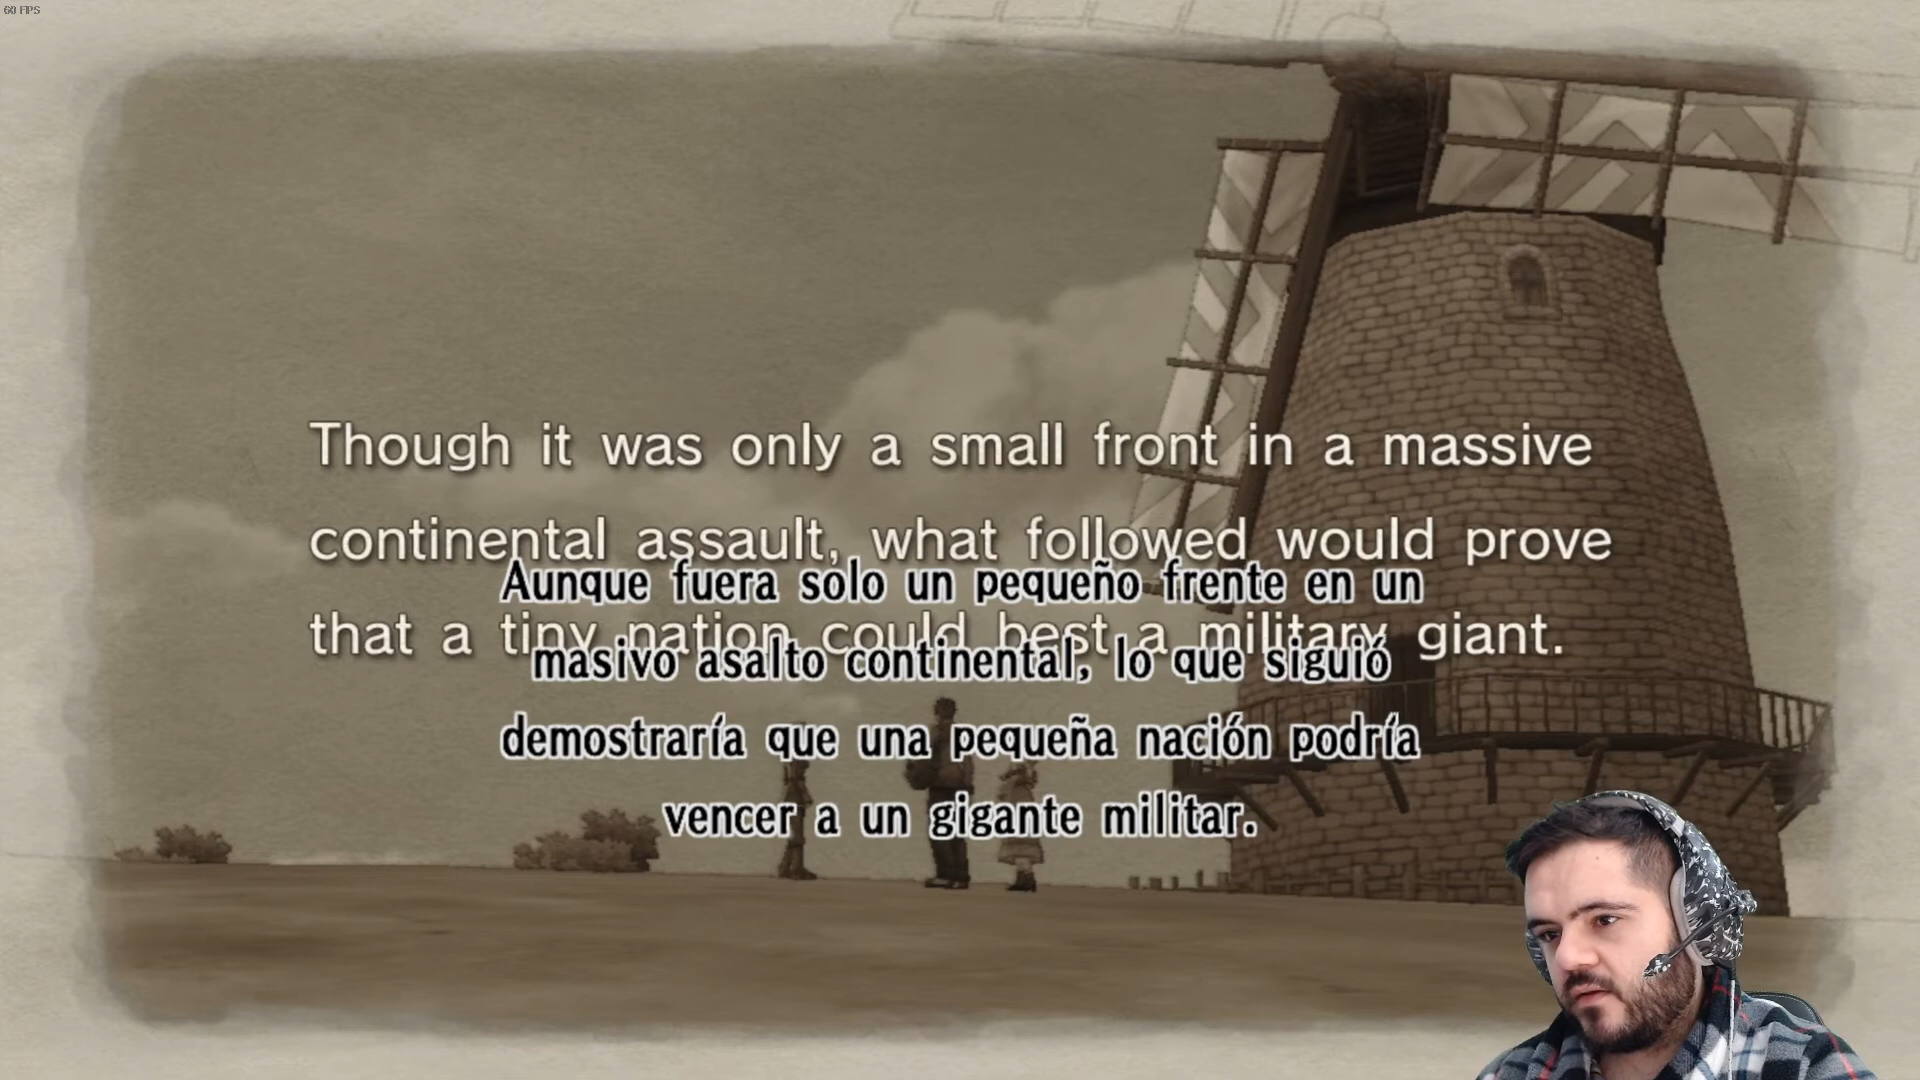 60 FPS
Though it was only a small front in a massive
continental assault, what followed would prove
that a tiny nation could best a military giant.
Aunque fuera solo un pequeño frente en un
masivo asalto continental, lo que siguió
demostraría que una pequeña nación podría
vencer a un gigante militar.